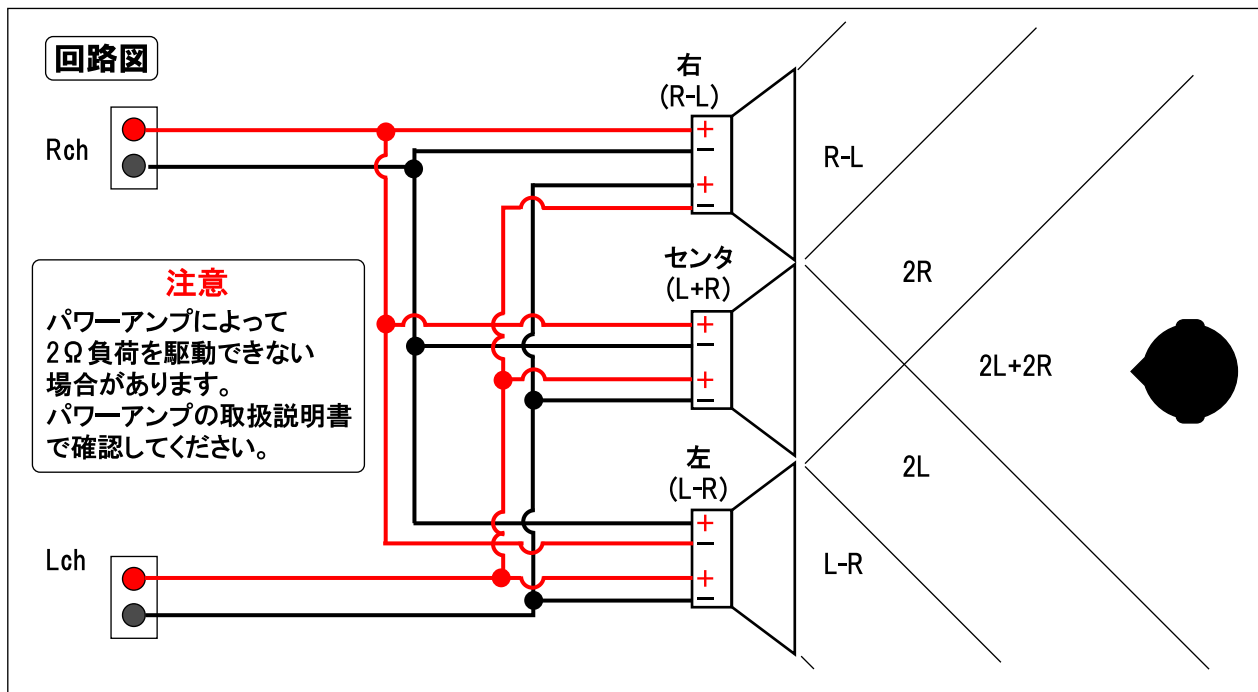 回路図
右
(R-L)
+
−
+
−
Rch
R-L
センタ
(L+R)
+
−
+
−
2R
注意
パワーアンプによって
2Ω負荷を駆動できない
場合があります。
パワーアンプの取扱説明書
で確認してください。
2L+2R
左
(L-R)
+
−
+
−
2L
Lch
L-R